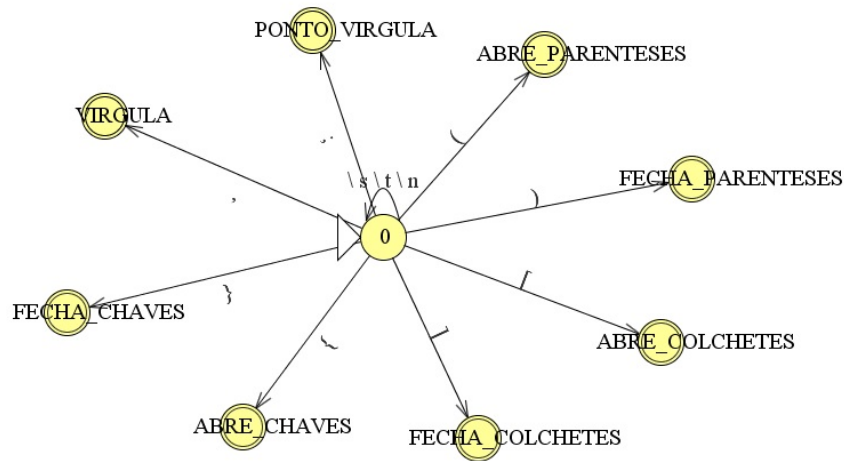 PONTO_VIRGULA
ABRE_PARENTESES
VIRGULA
;
(
\s\t\n
FECHA_PARENTESES
,
)
0
}
[
FECHA_CHAVES
{
]
ABRE_COLCHETES
ABRE_CHAVES
FECHA_COLCHETES